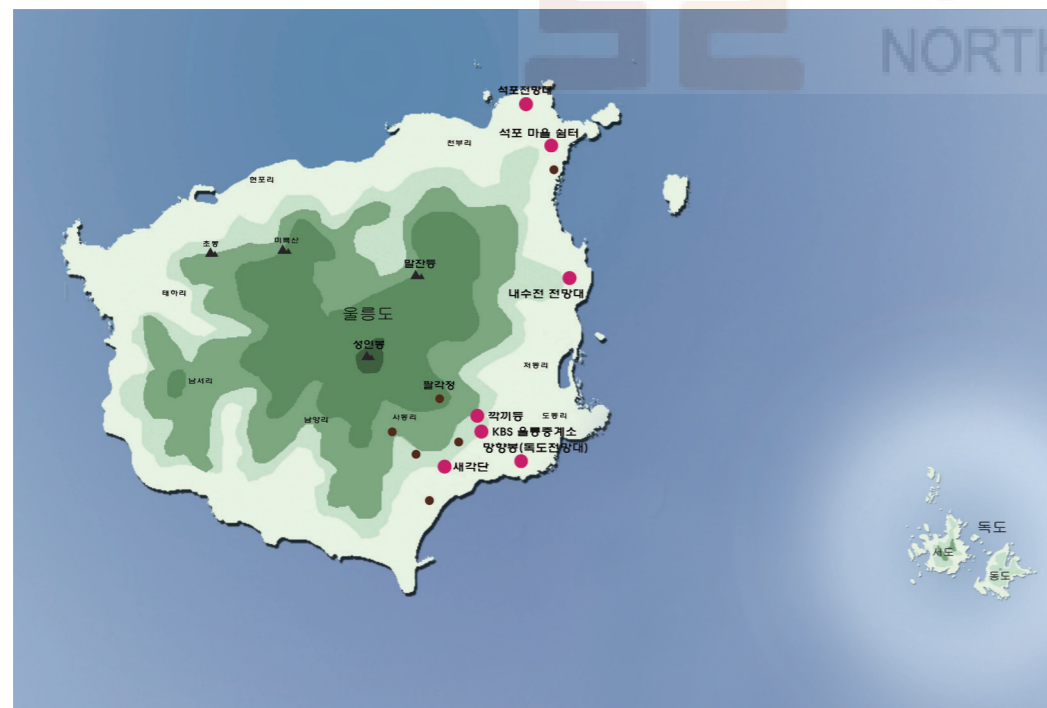 NORTH
석포전망대
석포 마을 쉼터
천부리
현포리
초봉
미륵산
말잔등
태하리
내수전 전망대
울릉도
성인봉
저동리
남서리
팔각정
남양리
사동리
깍끼등
도동리
KBS 울릉중계소
망향봉(독도전망대)
새각단
독도
서도
동도